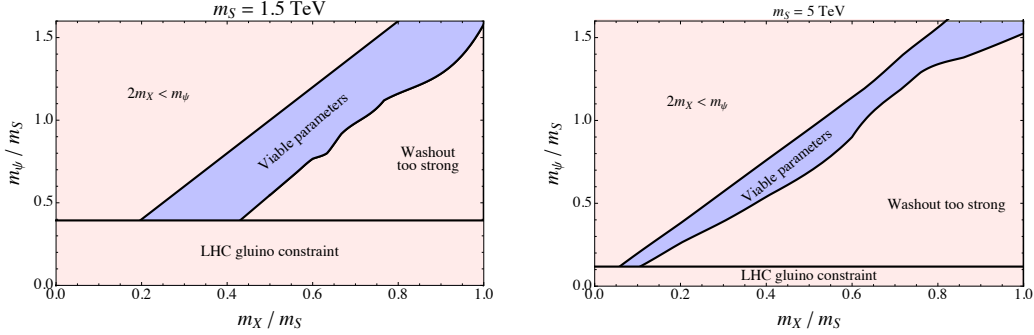 m_S = 1.5 TeV
1.5
1.0
0.5
0.0
m_ψ / m_S
2m_X < m_ψ
Viable parameters
Washout
too strong
LHC gluino constraint
0.0 0.2 0.4 0.6 0.8 1.0
m_X / m_S
m_S = 5 TeV
1.5
1.0
0.5
0.0
m_ψ / m_S
2m_X < m_ψ
Viable parameters
Washout too strong
LHC gluino constraint
0.0 0.2 0.4 0.6 0.8 1.0
m_X / m_S